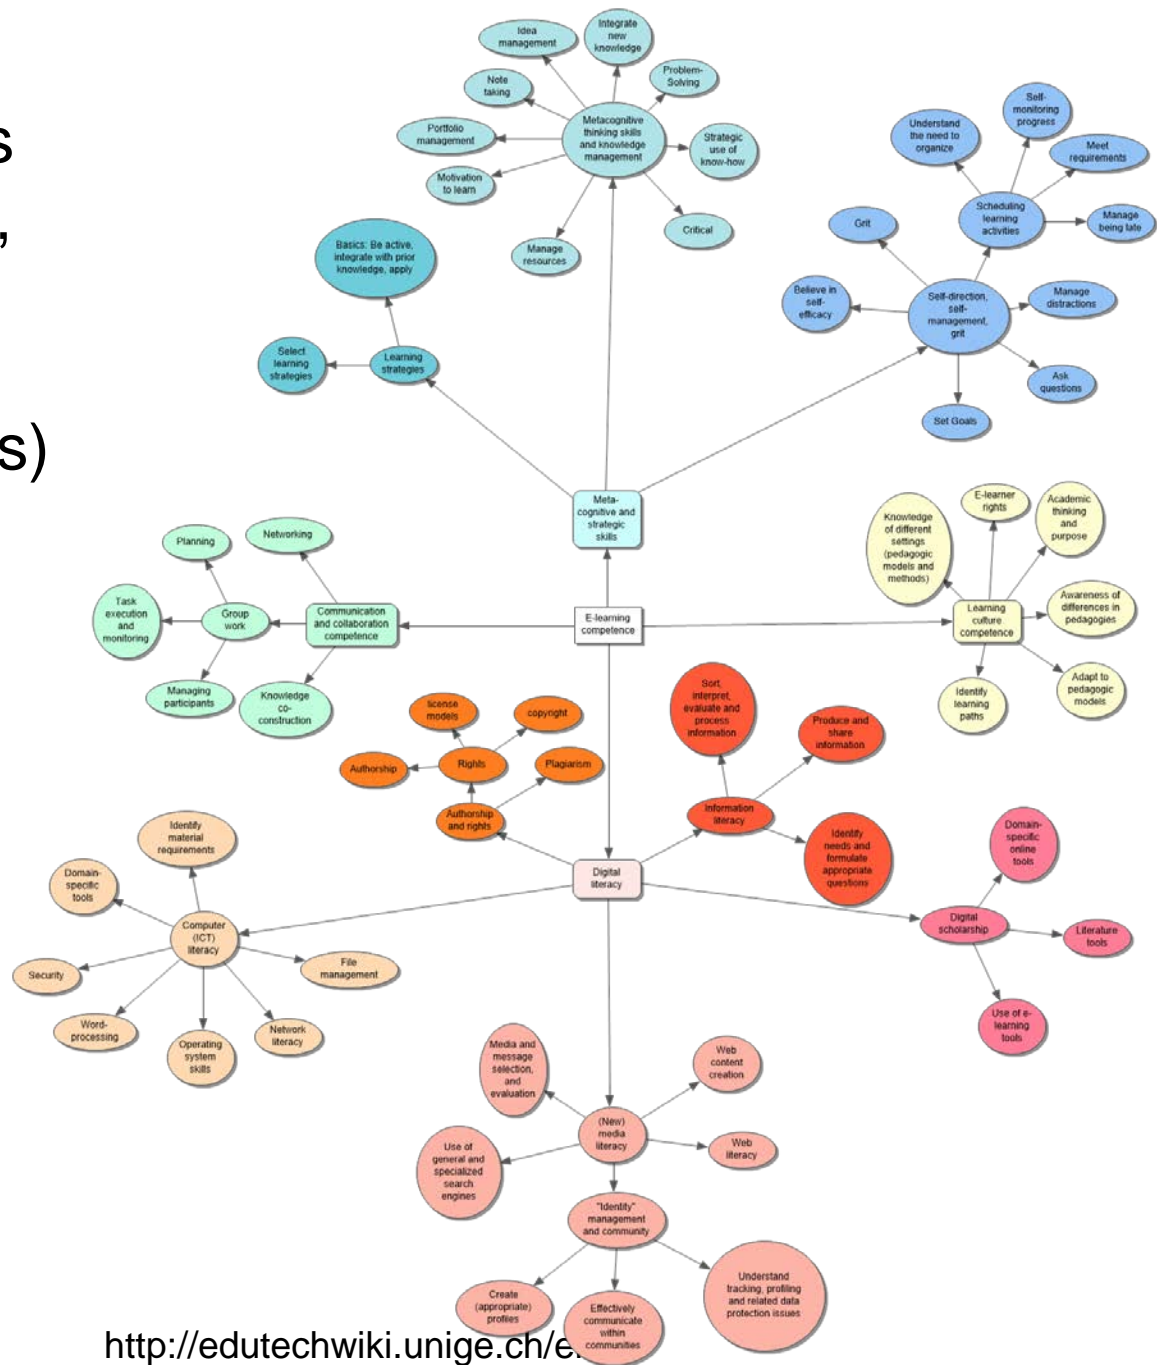 s
,
s)
Idea
management
Integrate
new
knowledge
Note
taking
Problem-
Solving
Metacognitive
thinking skills
and knowledge
management
Portfolio
management
Strategic
use of
know-how
Motivation
to learn
Manage
resources
Critical
Understand
the need to
organize
Self-
monitoring
progress
Meet
requirements
Scheduling
learning
activities
Manage
being late
Grit
Believe in
self-
efficacy
Self-direction,
self-
management,
grit
Manage
distractions
Ask
questions
Set Goals
Basics: Be active,
integrate with prior
knowledge, apply
Select
learning
strategies
Learning
strategies
Meta-
cognitive and
strategic
skills
Planning
Networking
Task
execution
and
monitoring
Group
work
Communication
and collaboration
competence
Managing
participants
Knowledge
co-
construction
E-learning
competence
Knowledge
of different
settings
(pedagogic
models and
methods)
E-learner
rights
Academic
thinking
and
purpose
Learning
culture
competence
Awareness of
differences in
pedagogies
Identify
learning
paths
Adapt to
pedagogic
models
license
models
copyright
Authorship
Rights
Plagiarism
Authorship
and rights
Sort,
interpret,
evaluate and
process
information
Produce and
share
information
Information
literacy
Identify
needs and
formulate
appropriate
questions
Digital
literacy
Identify
material
requirements
Domain-
specific
tools
Computer
(ICT)
literacy
Security
File
management
Word-
processing
Operating
system
skills
Network
literacy
Domain-
specific
online
tools
Digital
scholarship
Literature
tools
Use of e-
learning
tools
Media and
message
selection,
and
evaluation
Web
content
creation
(New)
media
literacy
Use of
general and
specialized
search
engines
Web
literacy
"Identity"
management
and community
Create
(appropriate)
profiles
Effectively
communicate
within
communities
Understand
tracking, profiling
and related data
protection issues
http://edutechwiki.unige.ch/e